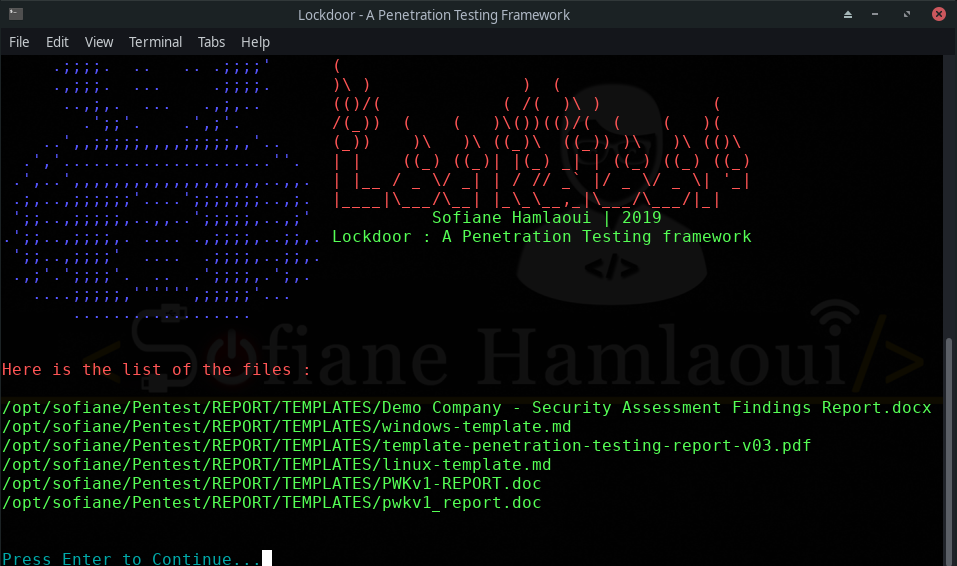 Lockdoor - A Penetration Testing Framework
File Edit View Terminal Tabs Help
Lockdoor
Sofiane Hamlaoui | 2019
Lockdoor : A Penetration Testing framework
</>
<Sofiane Hamlaoui/>
Here is the list of the files :
/opt/sofiane/Pentest/REPORT/TEMPLATES/Demo Company - Security Assessment Findings Report.docx
/opt/sofiane/Pentest/REPORT/TEMPLATES/windows-template.md
/opt/sofiane/Pentest/REPORT/TEMPLATES/template-penetration-testing-report-v03.pdf
/opt/sofiane/Pentest/REPORT/TEMPLATES/linux-template.md
/opt/sofiane/Pentest/REPORT/TEMPLATES/PWKv1-REPORT.doc
/opt/sofiane/Pentest/REPORT/TEMPLATES/pwkv1_report.doc
Press Enter to Continue...